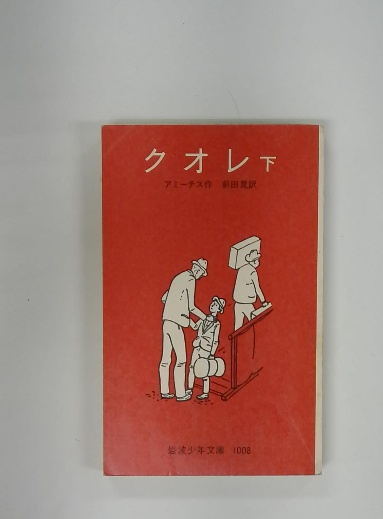 クオレ 下
アミーチス作 前田晁訳
岩波少年文庫 1008